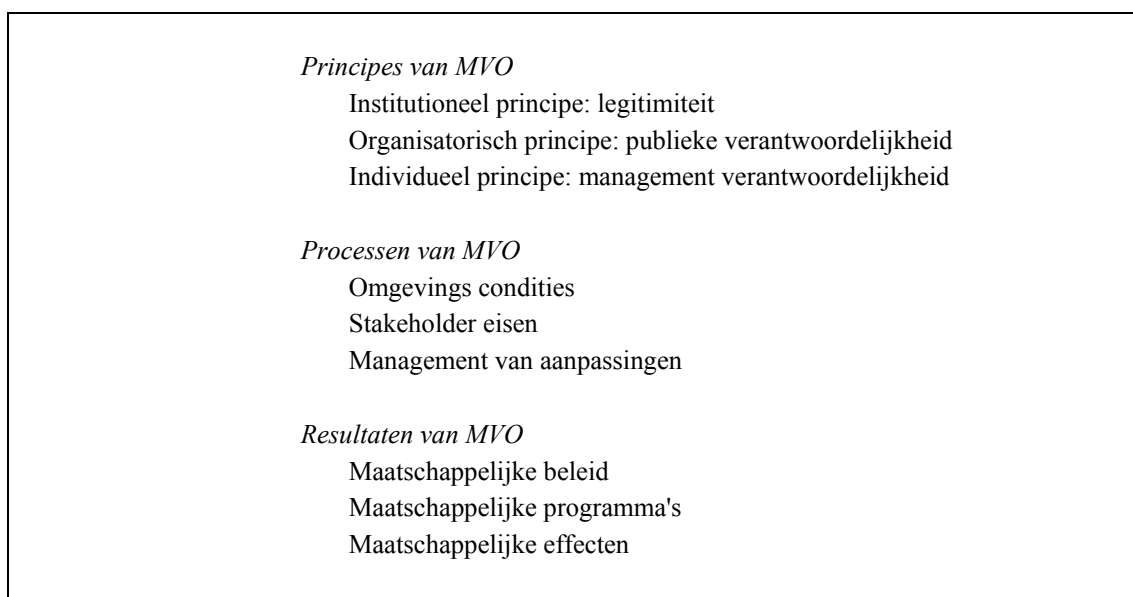 Principes van MVO
Institutioneel principe: legitimiteit
Organisatorisch principe: publieke verantwoordelijkheid
Individueel principe: management verantwoordelijkheid
Processen van MVO
Omgevings condities
Stakeholder eisen
Management van aanpassingen
Resultaten van MVO
Maatschappelijke beleid
Maatschappelijke programma's
Maatschappelijke effecten